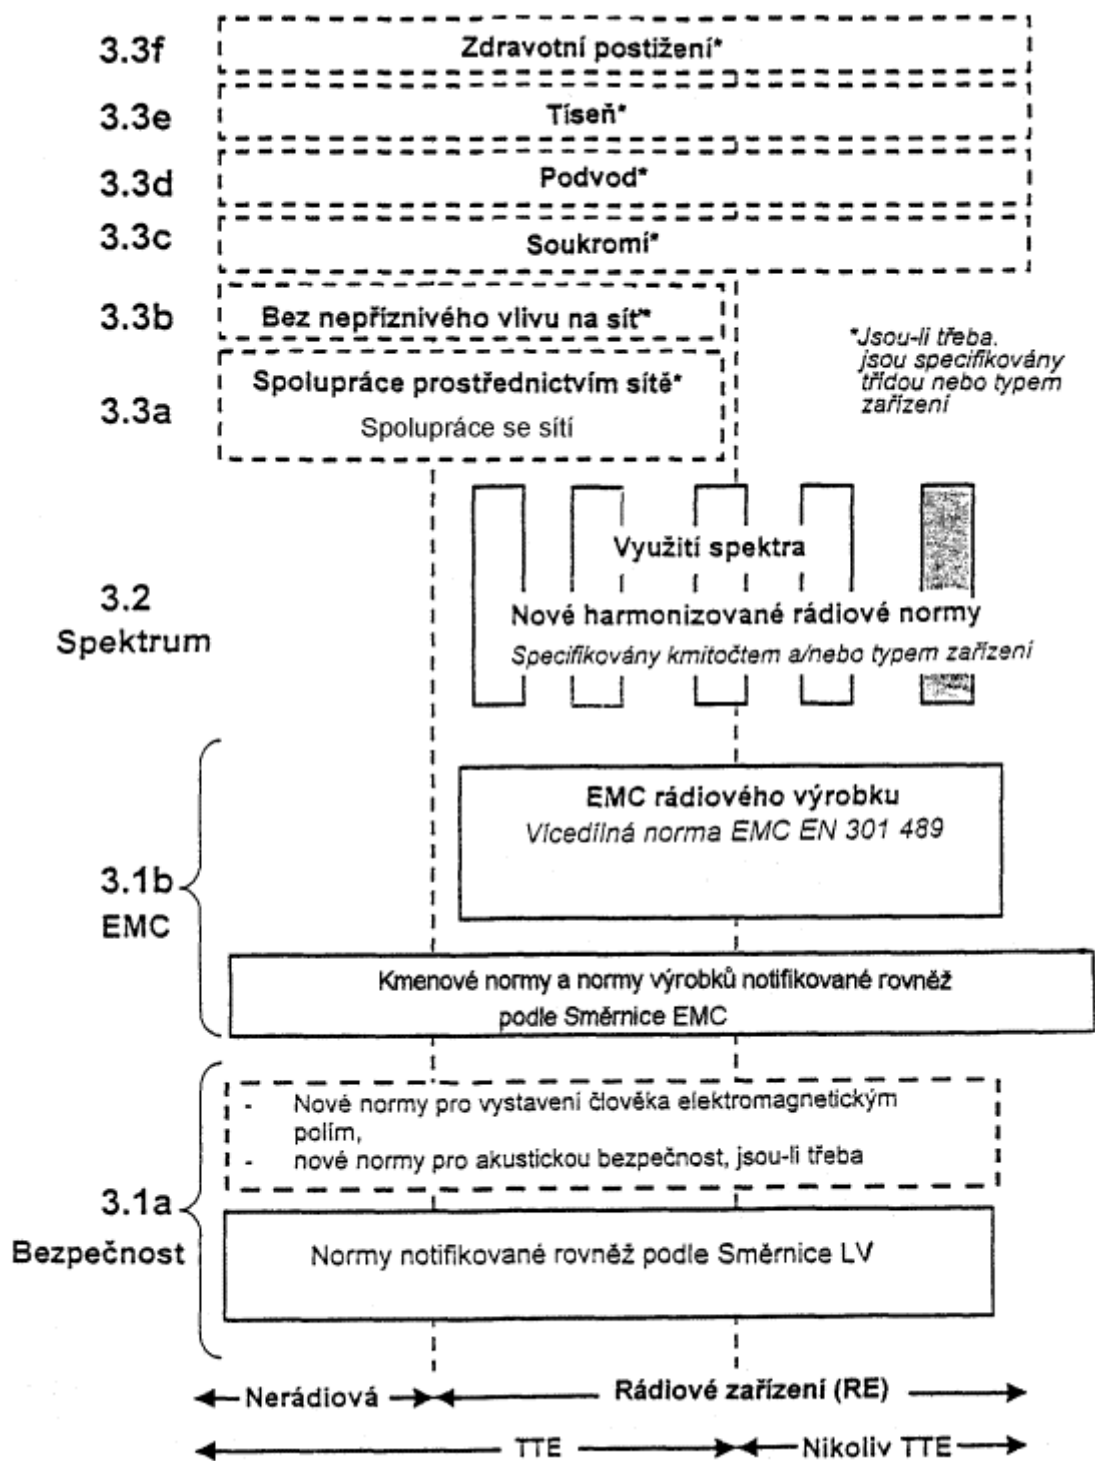 3.3f
Zdravotní postižení*
3.3e
Tíseň*
3.3d
Podvod*
3.3c
Soukromí*
3.3b
Bez nepříznivého vlivu na síť*
3.3a
Spolupráce prostřednictvím sítě*
Spolupráce se sítí
*Jsou-li třeba.
jsou specifikovány
třídou nebo typem
zařízení
3.2
Spektrum
Využití spektra
Nové harmonizované rádiové normy
Specifikovány kmitočtem a/nebo typem zařízení
3.1b
EMC
EMC rádiového výrobku
Vícedílná norma EMC EN 301 489
Kmenové normy a normy výrobků notifikované rovněž
podle Směrnice EMC
3.1a
Bezpečnost
- Nové normy pro vystavení člověka elektromagnetickým
polím,
- nové normy pro akustickou bezpečnost, jsou-li třeba
Normy notifikované rovněž podle Směrnice LV
Nerádiová
Rádiové zařízení (RE)
TTE
Nikoliv TTE